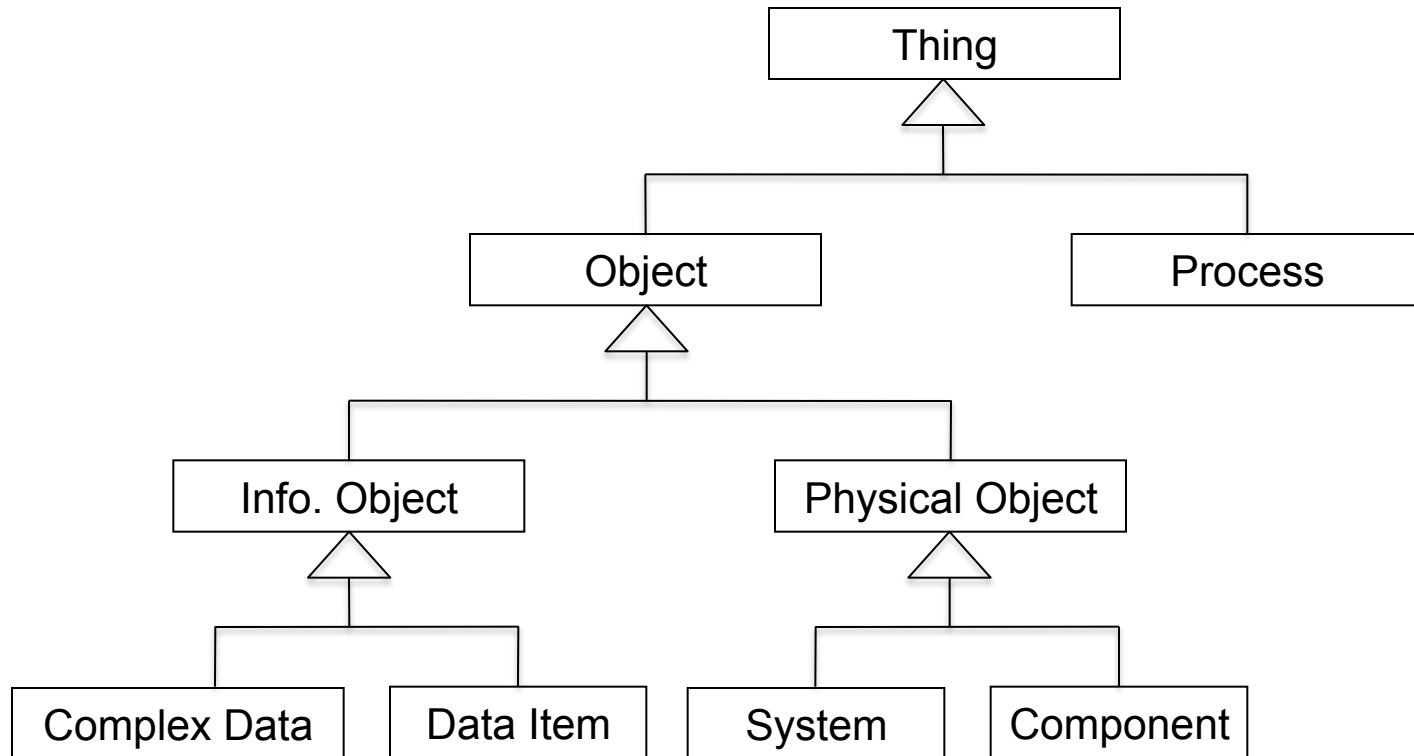 Thing
Object
Process
Info. Object
Physical Object
Complex Data
Data Item
System
Component